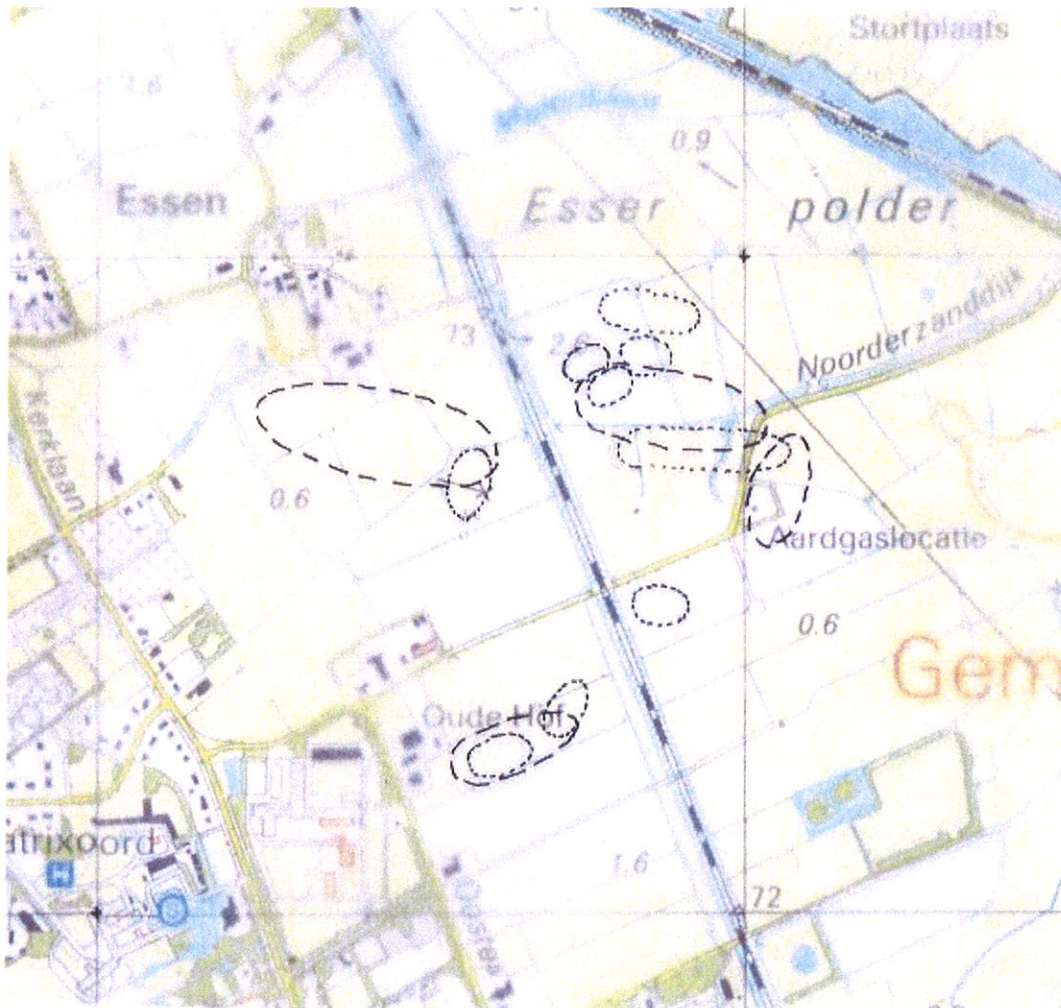 Stortplaats
1.6
0.9
Essen
Esser polder
73
2.6
Noorderzanddijk
Kerklaan
0.6
Aardgaslocatie
0.6
Gem
Oude Hof
atrixoord
H
1.6
72